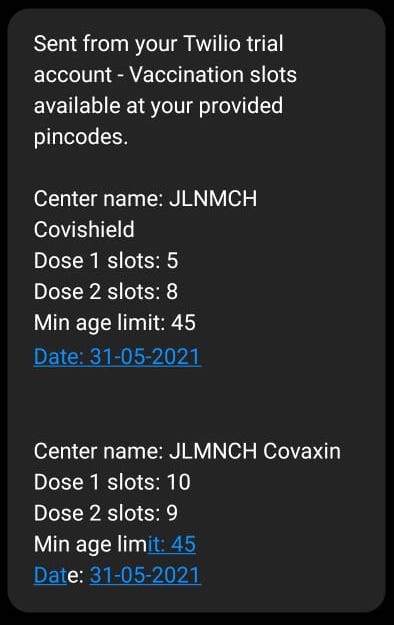 Sent from your Twilio trial
account - Vaccination slots
available at your provided
pincodes.
Center name: JLNMCH
Covishield
Dose 1 slots: 5
Dose 2 slots: 8
Min age limit: 45
Date: 31-05-2021
Center name: JLMNCH Covaxin
Dose 1 slots: 10
Dose 2 slots: 9
Min age limit: 45
Date: 31-05-2021